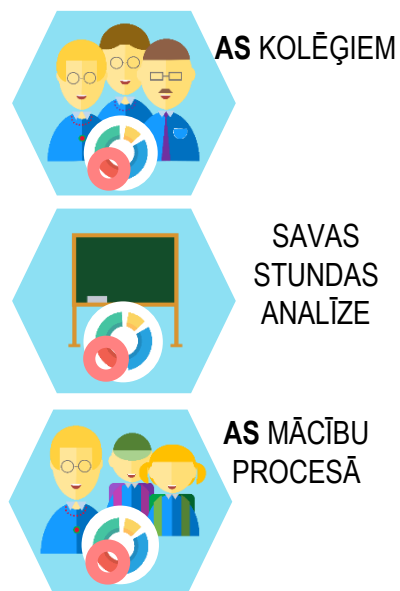 AS KOLĒĢIEM
SAVAS
STUNDAS
ANALĪZE
AS MĀCĪBU
PROCESĀ